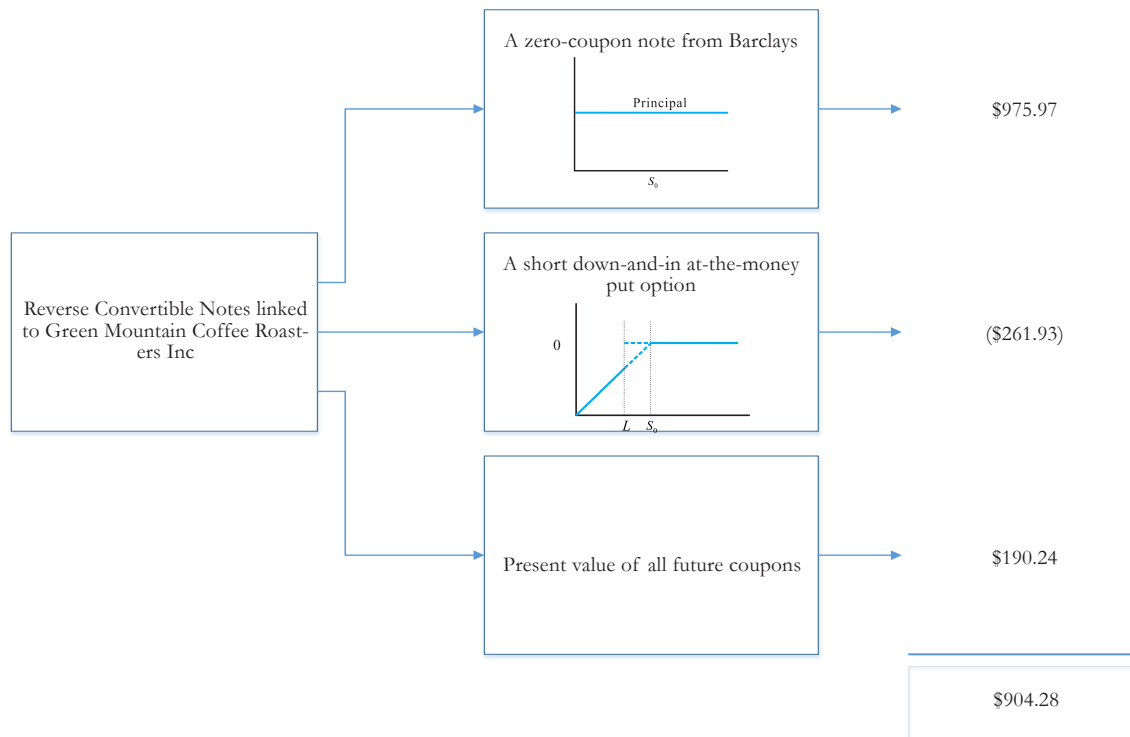 A zero-coupon note from Barclays
Principal
S₀
$975.97
Reverse Convertible Notes linked
to Green Mountain Coffee Roast-
ers Inc
A short down-and-in at-the-money
put option
0
L S₀
($261.93)
Present value of all future coupons
$190.24
$904.28